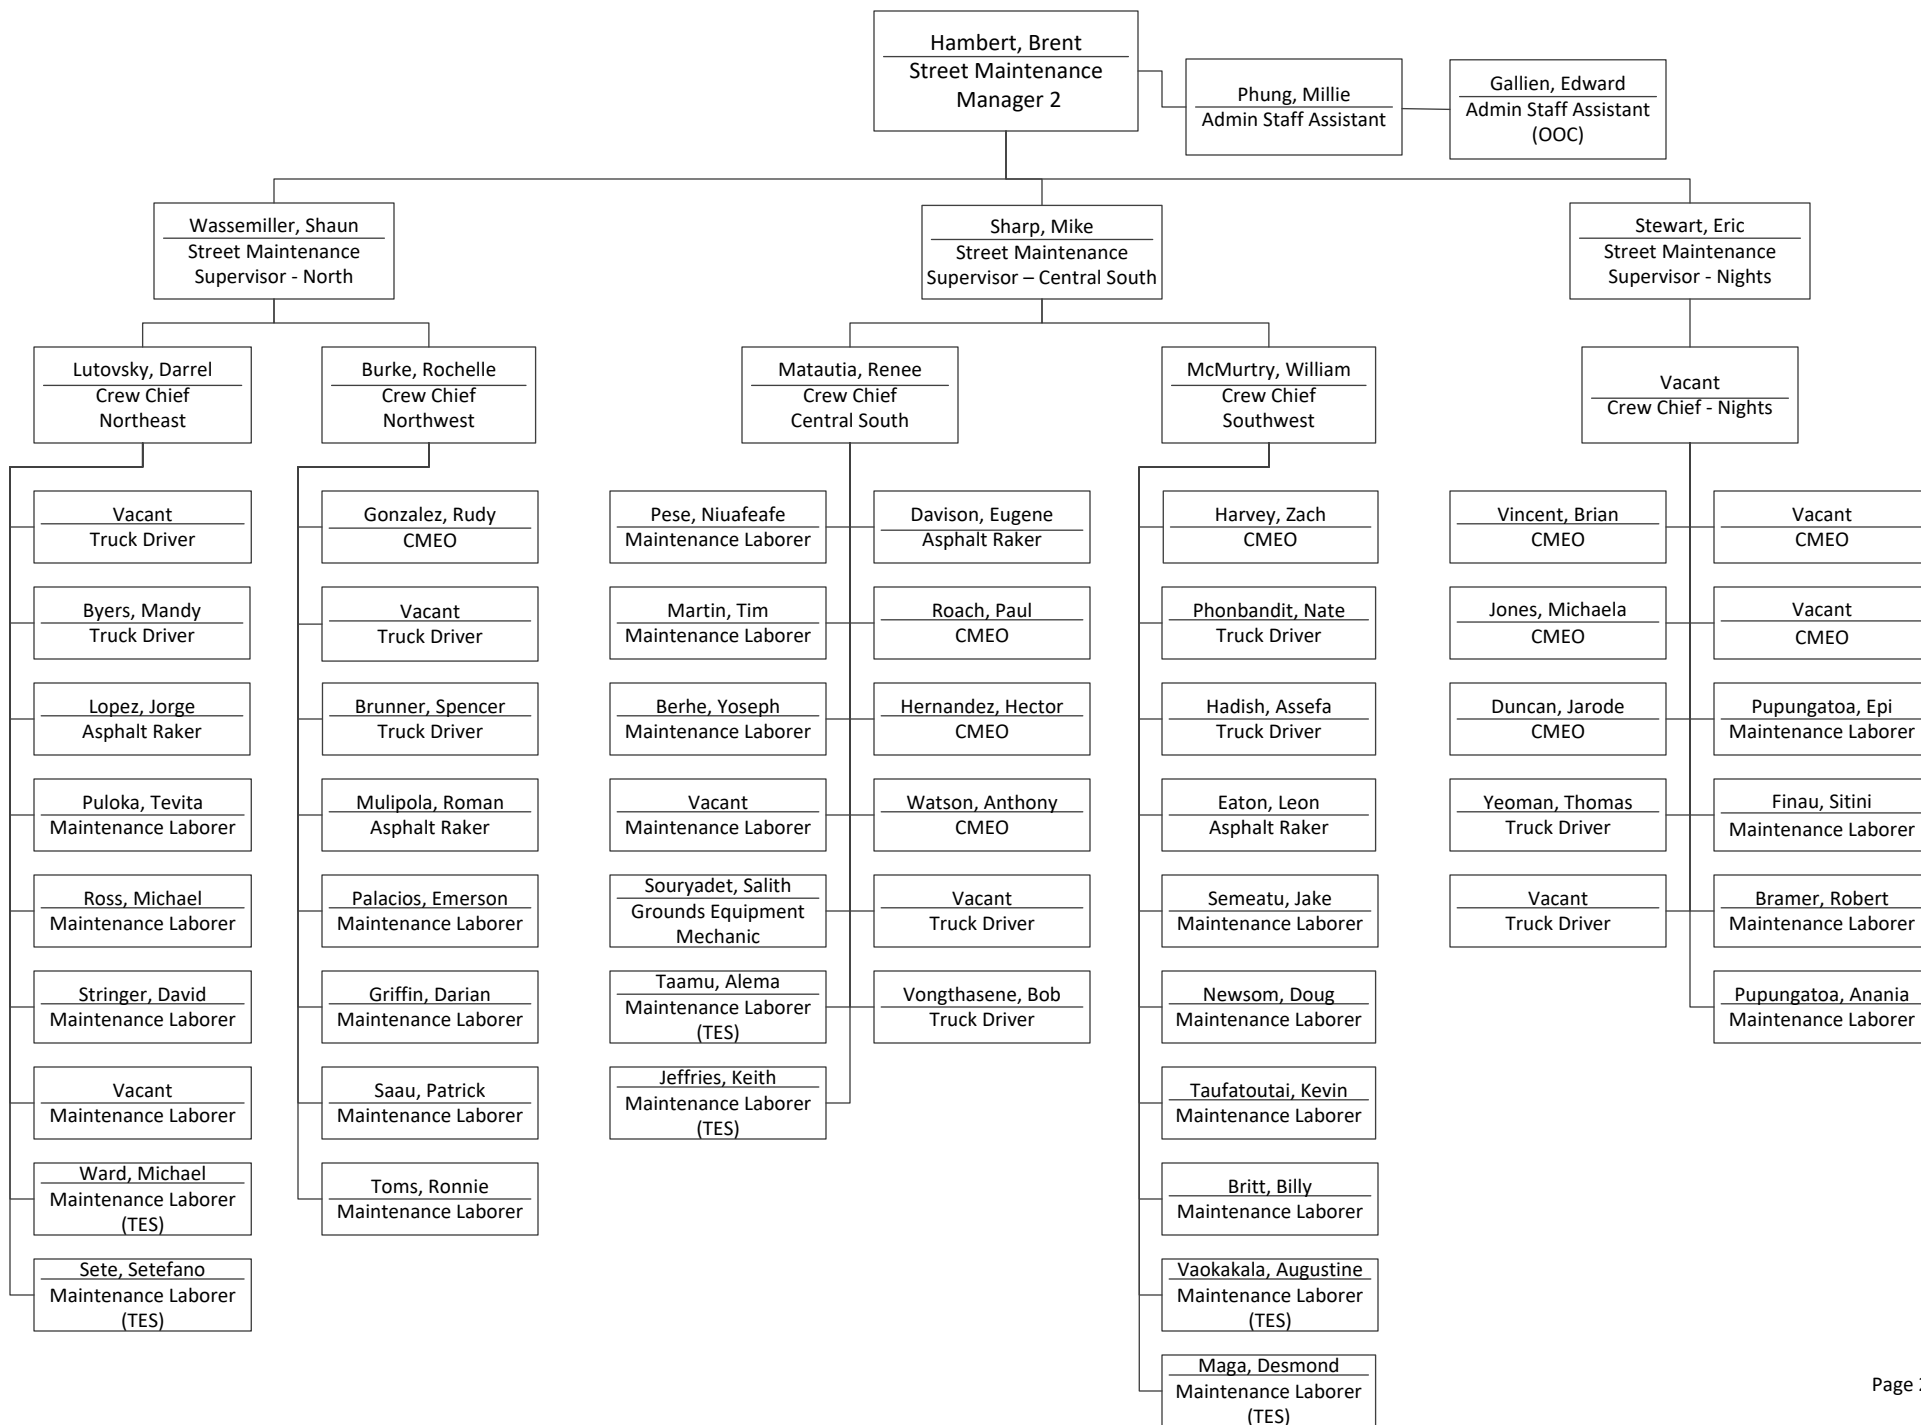 Hambert, Brent
Street Maintenance
Manager 2
Phung, Millie
Admin Staff Assistant
Gallien, Edward
Admin Staff Assistant
(OOC)
Wassemiller, Shaun
Street Maintenance
Supervisor - North
Sharp, Mike
Street Maintenance
Supervisor – Central South
Stewart, Eric
Street Maintenance
Supervisor - Nights
Lutovsky, Darrel
Crew Chief
Northeast
Burke, Rochelle
Crew Chief
Northwest
Matautia, Renee
Crew Chief
Central South
McMurtry, William
Crew Chief
Southwest
Vacant
Crew Chief - Nights
Vacant
Truck Driver
Byers, Mandy
Truck Driver
Lopez, Jorge
Asphalt Raker
Puloka, Tevita
Maintenance Laborer
Ross, Michael
Maintenance Laborer
Stringer, David
Maintenance Laborer
Vacant
Maintenance Laborer
Ward, Michael
Maintenance Laborer
(TES)
Sete, Setefano
Maintenance Laborer
(TES)
Gonzalez, Rudy
CMEO
Vacant
Truck Driver
Brunner, Spencer
Truck Driver
Mulipola, Roman
Asphalt Raker
Palacios, Emerson
Maintenance Laborer
Griffin, Darian
Maintenance Laborer
Saau, Patrick
Maintenance Laborer
Toms, Ronnie
Maintenance Laborer
Pese, Niuafeafe
Maintenance Laborer
Martin, Tim
Maintenance Laborer
Berhe, Yoseph
Maintenance Laborer
Vacant
Maintenance Laborer
Souryadet, Salith
Grounds Equipment
Mechanic
Taamu, Alema
Maintenance Laborer
(TES)
Jeffries, Keith
Maintenance Laborer
(TES)
Davison, Eugene
Asphalt Raker
Roach, Paul
CMEO
Hernandez, Hector
CMEO
Watson, Anthony
CMEO
Vacant
Truck Driver
Vongthasene, Bob
Truck Driver
Harvey, Zach
CMEO
Phonbandit, Nate
Truck Driver
Hadish, Assefa
Truck Driver
Eaton, Leon
Asphalt Raker
Semeatu, Jake
Maintenance Laborer
Newsom, Doug
Maintenance Laborer
Taufatoutai, Kevin
Maintenance Laborer
Britt, Billy
Maintenance Laborer
Vaokakala, Augustine
Maintenance Laborer
(TES)
Maga, Desmond
Maintenance Laborer
(TES)
Vincent, Brian
CMEO
Jones, Michaela
CMEO
Duncan, Jarode
CMEO
Yeoman, Thomas
Truck Driver
Vacant
Truck Driver
Vacant
CMEO
Vacant
CMEO
Pupungatoa, Epi
Maintenance Laborer
Finau, Sitini
Maintenance Laborer
Bramer, Robert
Maintenance Laborer
Pupungatoa, Anania
Maintenance Laborer
Page